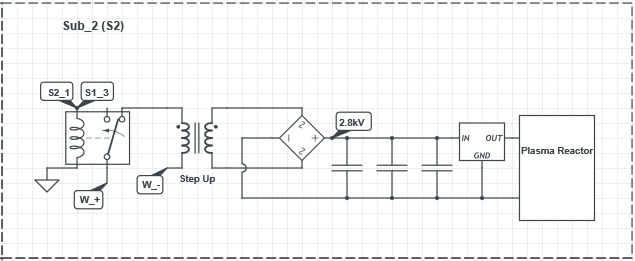 Sub_2 (S2)
S2_1
S1_3
2.8kV
IN
OUT
GND
Plasma Reactor
Step Up
W_-
W_+